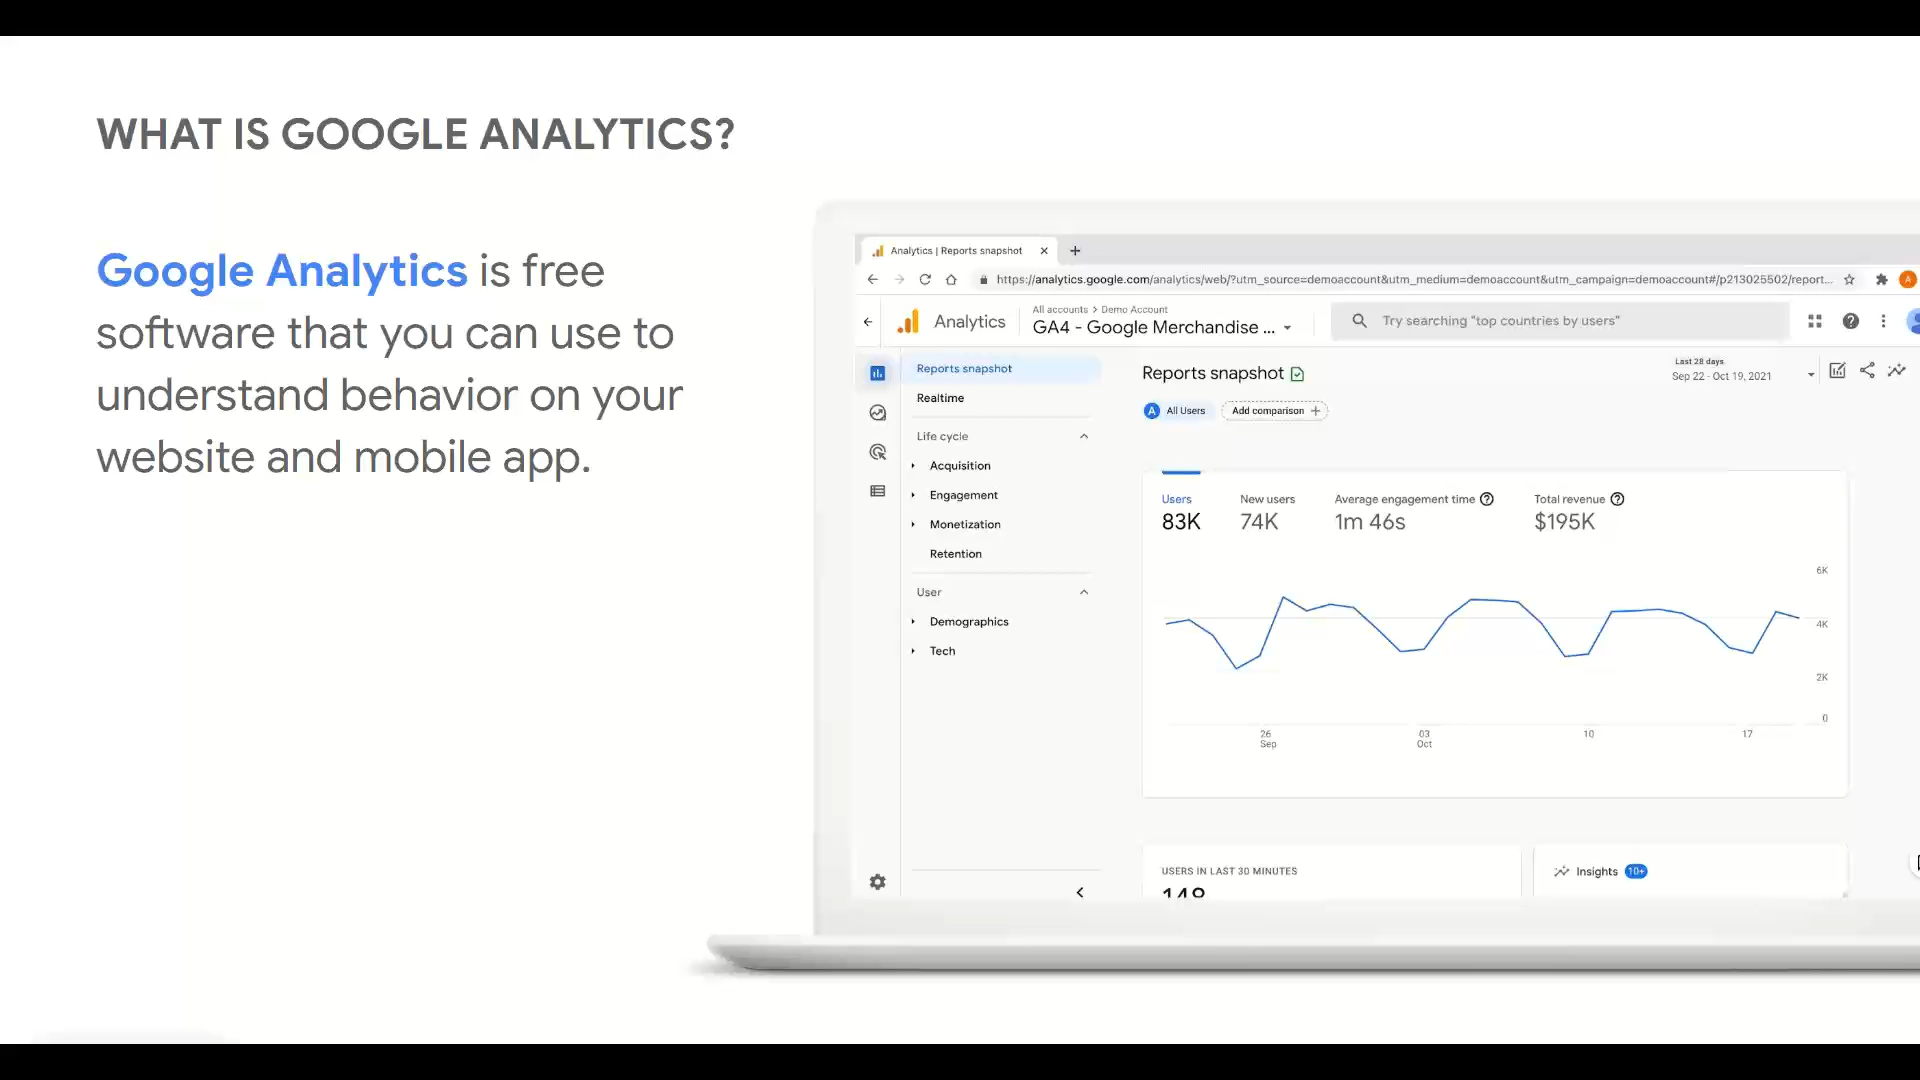 WHAT IS GOOGLE ANALYTICS?
Google Analytics is free
software that you can use to
understand behavior on your
website and mobile app.
Analytics | Reports snapshot
https://analytics.google.com/analytics/web/?utm_source=demoaccount&utm_medium=demoaccount&utm_campaign=demoaccount#/p213025502/report...
A
Analytics
All accounts > Demo Account
GA4 - Google Merchandise ...
Try searching "top countries by users"
Reports snapshot
Realtime
Life cycle
Acquisition
Engagement
Monetization
Retention
User
Demographics
Tech
Reports snapshot
Last 28 days
Sep 22 - Oct 19, 2021
A All Users
Add comparison +
Users
83K
New users
74K
Average engagement time
1m 46s
Total revenue
$195K
6K
4K
2K
0
26
Sep
03
Oct
10
17
USERS IN LAST 30 MINUTES
148
Insights 10+